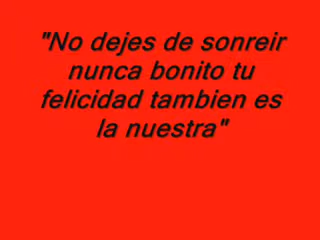 "No dejes de sonreir
nunca bonito tu
felicidad tambien es
la nuestra"